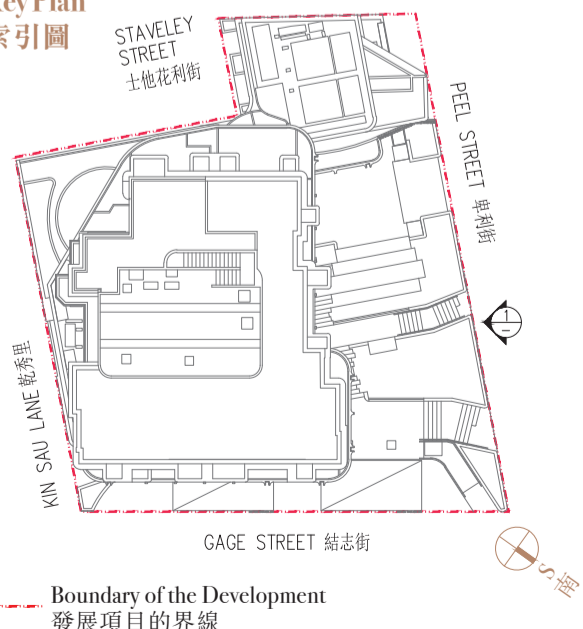 Key Plan
索引圖
STAVELEY
STREET
士他花利街
PEEL STREET 卑利街
1
KIN SAU LANE 乾秀里
GAGE STREET 結志街
S 南
Boundary of the Development
發展項目的界線